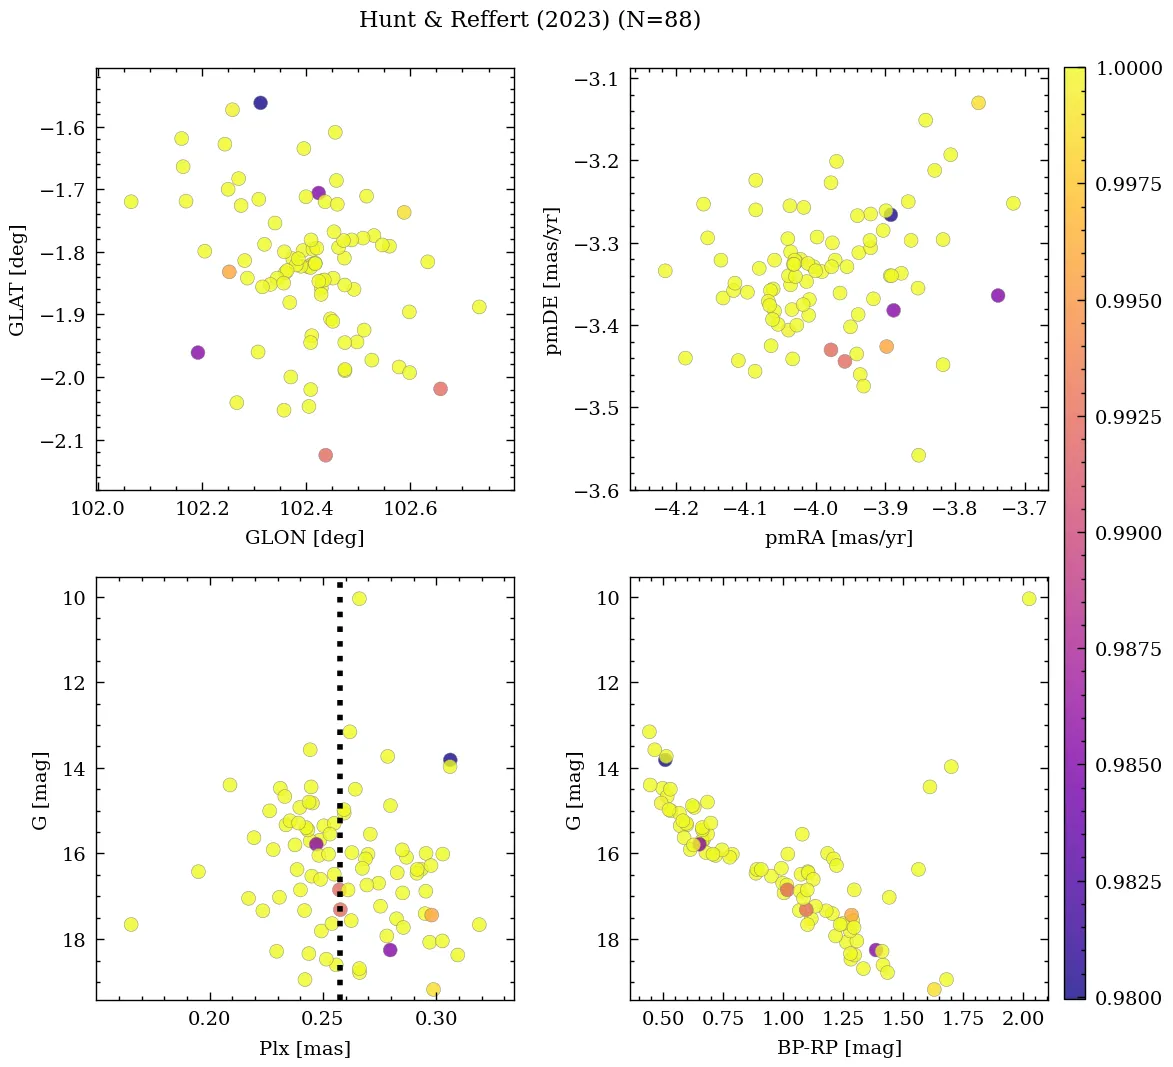 Hunt & Reffert (2023) (N=88)
−1.6
−1.7
−1.8
−1.9
−2.0
−2.1
GLAT [deg]
102.0 102.2 102.4 102.6
GLON [deg]
−3.1
−3.2
−3.3
−3.4
−3.5
−3.6
pmDE [mas/yr]
−4.2 −4.1 −4.0 −3.9 −3.8 −3.7
pmRA [mas/yr]
10
12
14
16
18
G [mag]
0.20 0.25 0.30
Plx [mas]
10
12
14
16
18
G [mag]
0.50 0.75 1.00 1.25 1.50 1.75 2.00
BP-RP [mag]
1.0000
0.9975
0.9950
0.9925
0.9900
0.9875
0.9850
0.9825
0.9800